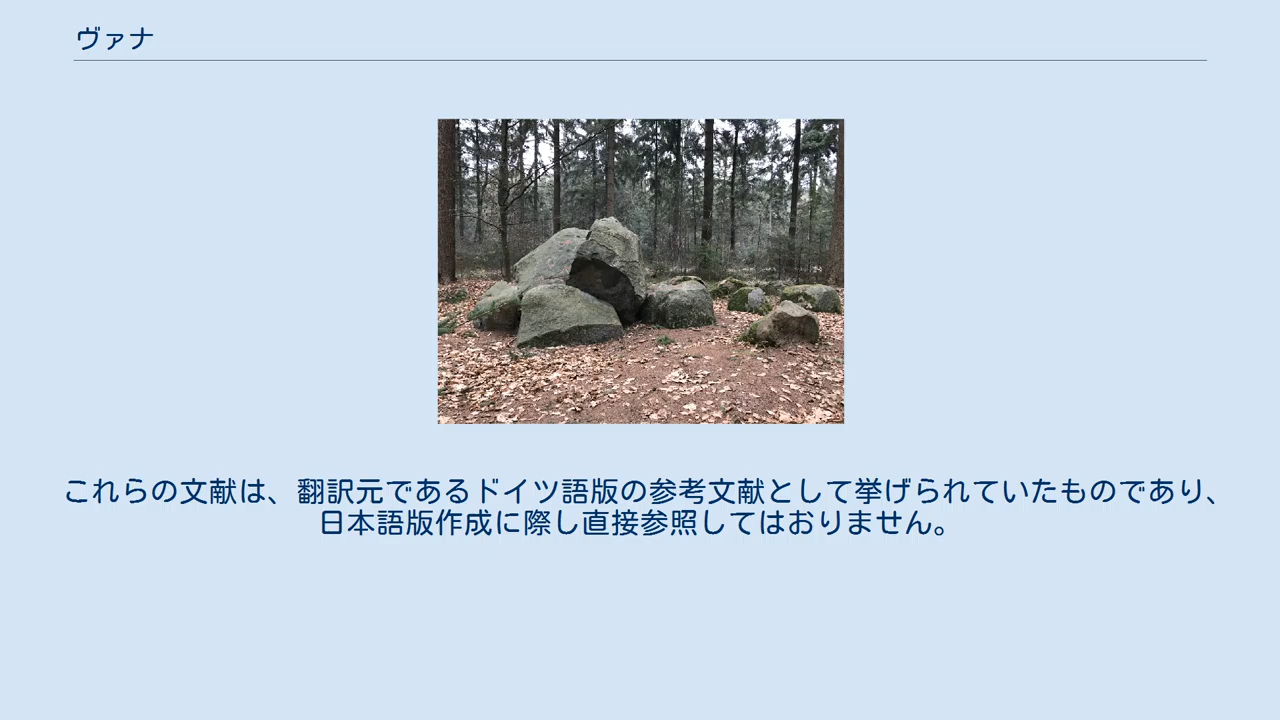 ヴァナ
これらの文献は、翻訳元であるドイツ語版の参考文献として挙げられていたものであり、
日本語版作成に際し直接参照してはおりません。